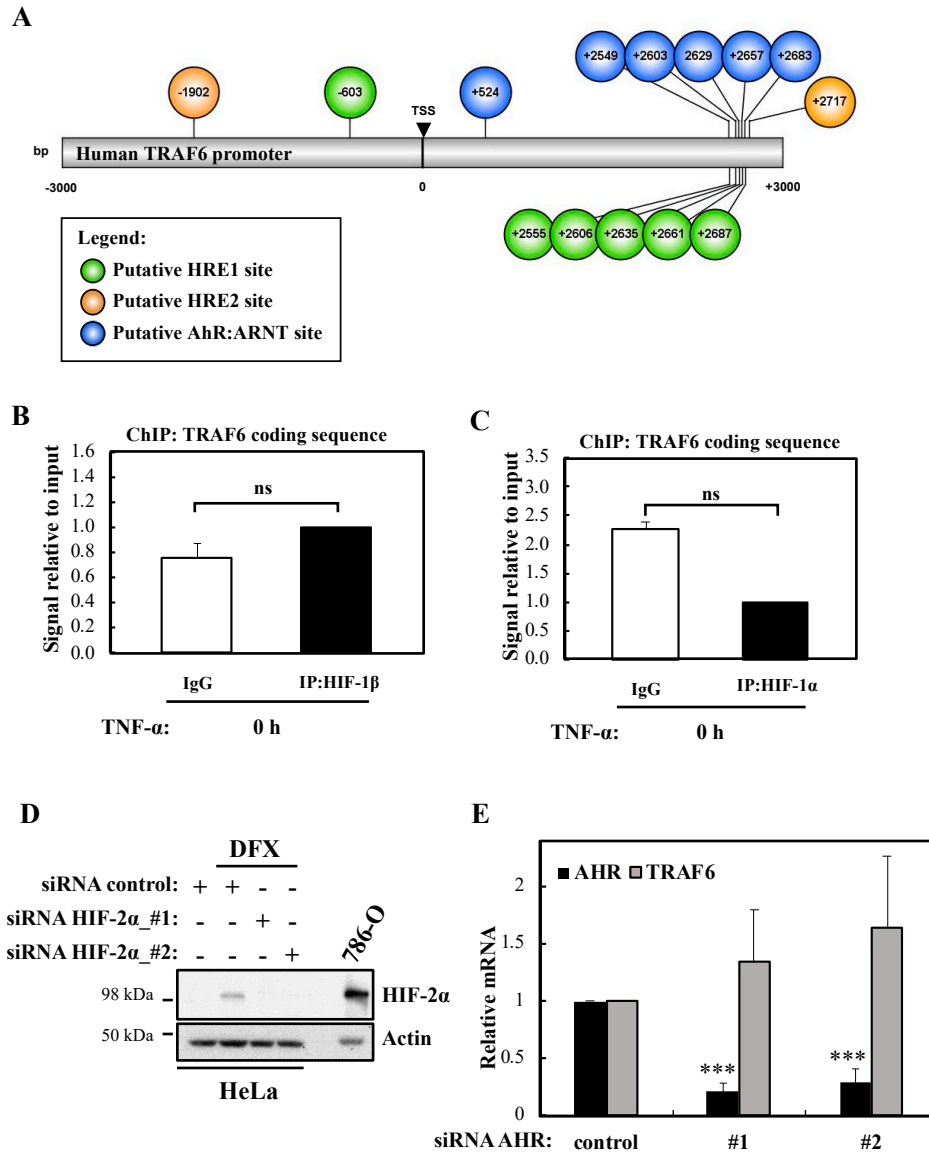 A
-1902
-603
+524
+2549
+2603
2629
+2657
+2683
+2717
TSS
bp
Human TRAF6 promoter
-3000
0
+3000
+2555
+2606
+2635
+2661
+2687
Legend:
Putative HRE1 site
Putative HRE2 site
Putative AhR:ARNT site
B
ChIP: TRAF6 coding sequence
Signal relative to input
1.6
1.4
1.2
1.0
0.8
0.6
0.4
0.2
0.0
ns
IgG
IP:HIF-1β
TNF-α: 0 h
C
ChIP: TRAF6 coding sequence
Signal relative to input
3.5
3.0
2.5
2.0
1.5
1.0
0.5
0.0
ns
IgG
IP:HIF-1α
TNF-α: 0 h
D
DFX
siRNA control: + + - -
siRNA HIF-2α_#1: - - + -
siRNA HIF-2α_#2: - - - +
786-O
98 kDa
HIF-2α
50 kDa
Actin
HeLa
E
AHR
TRAF6
Relative mRNA
2
1.5
1
0.5
0
***
***
siRNA AHR: control #1 #2